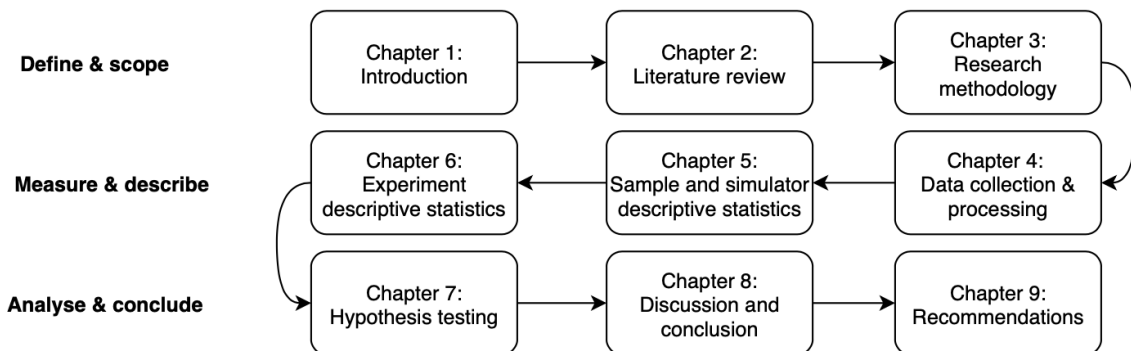 Define & scope
Chapter 1:
Introduction
Chapter 2:
Literature review
Chapter 3:
Research
methodology
Measure & describe
Chapter 6:
Experiment
descriptive statistics
Chapter 5:
Sample and simulator
descriptive statistics
Chapter 4:
Data collection &
processing
Analyse & conclude
Chapter 7:
Hypothesis testing
Chapter 8:
Discussion and
conclusion
Chapter 9:
Recommendations